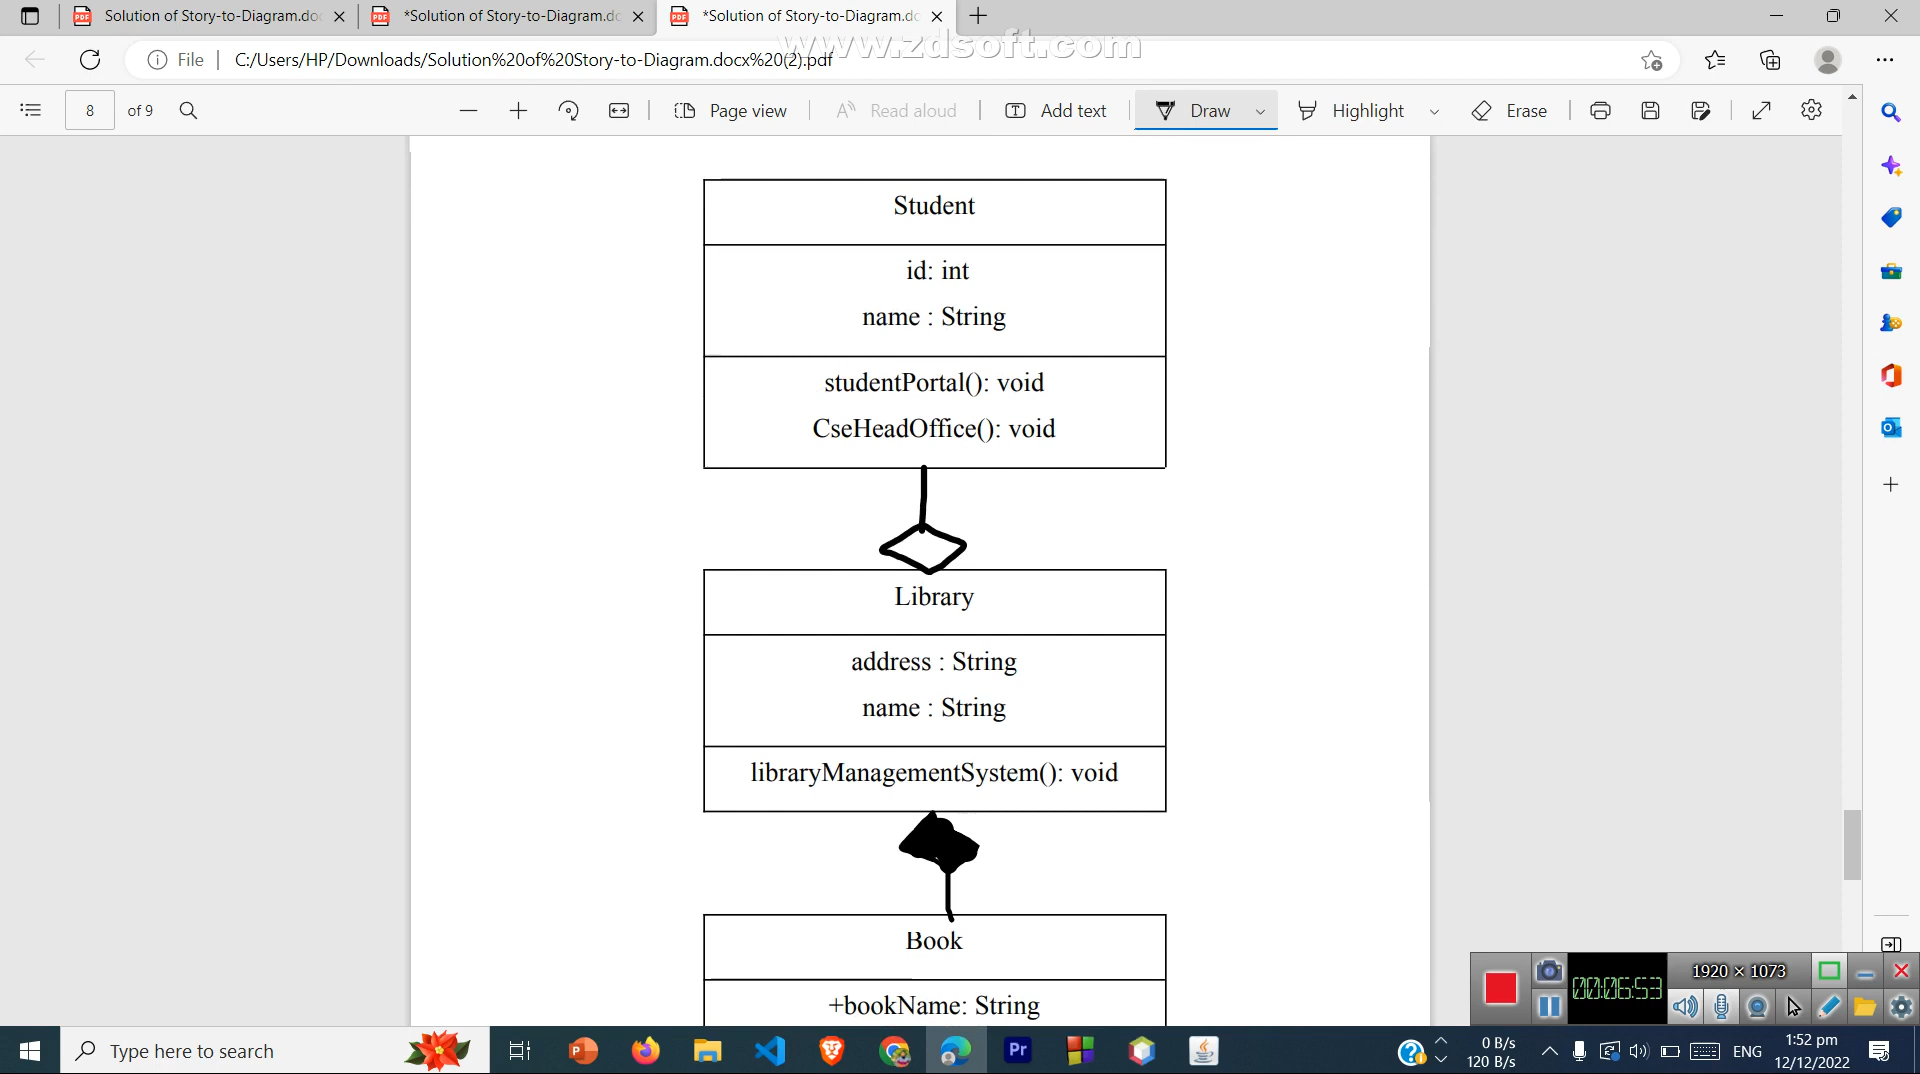 Solution of Story-to-Diagram.doc
*Solution of Story-to-Diagram.dc
*Solution of Story-to-Diagram.dc
www.zdsoft.com
File
C:/Users/HP/Downloads/Solution%20of%20Story-to-Diagram.docx%20(2).pdf
8 of 9
Page view
Read aloud
Add text
Draw
Highlight
Erase
Student
id: int
name : String
studentPortal(): void
CseHeadOffice(): void
Library
address : String
name : String
libraryManagementSystem(): void
Book
+bookName: String
1920 × 1073
00:06:53
Type here to search
0 B/s
120 B/s
ENG
1:52 pm
12/12/2022